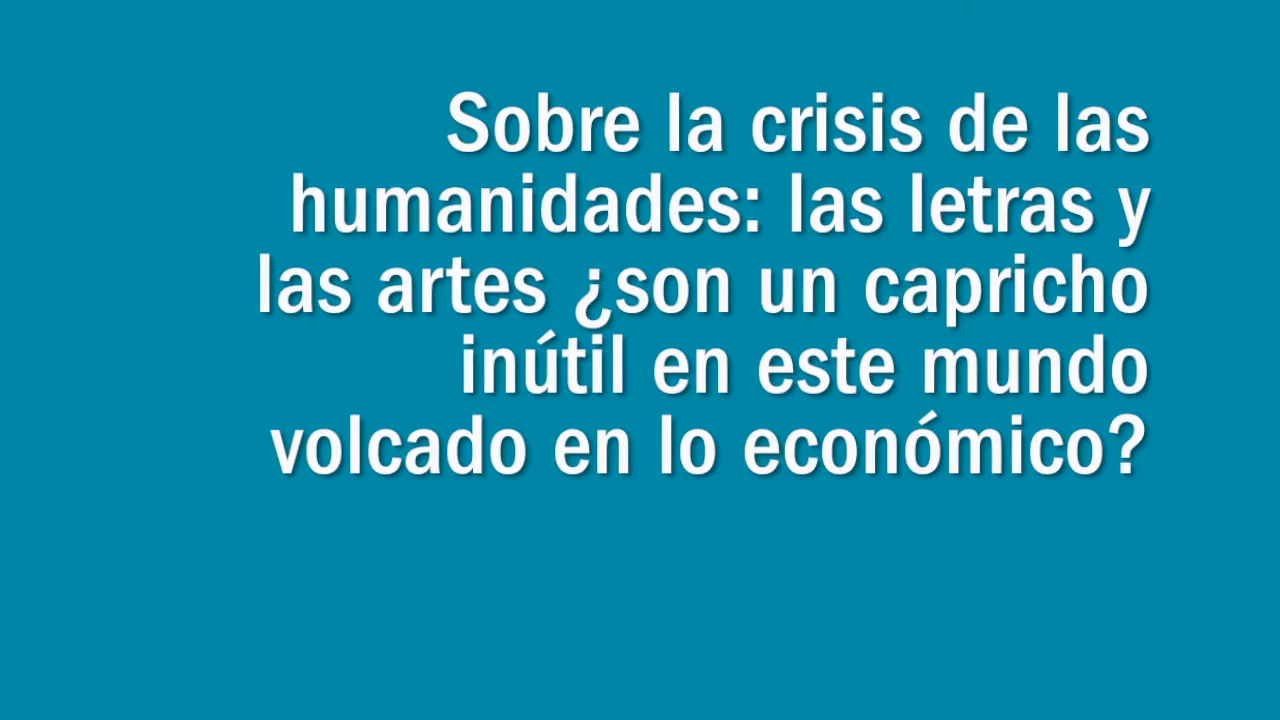 Sobre la crisis de las
humanidades: las letras y
las artes ¿son un capricho
inútil en este mundo
volcado en lo económico?